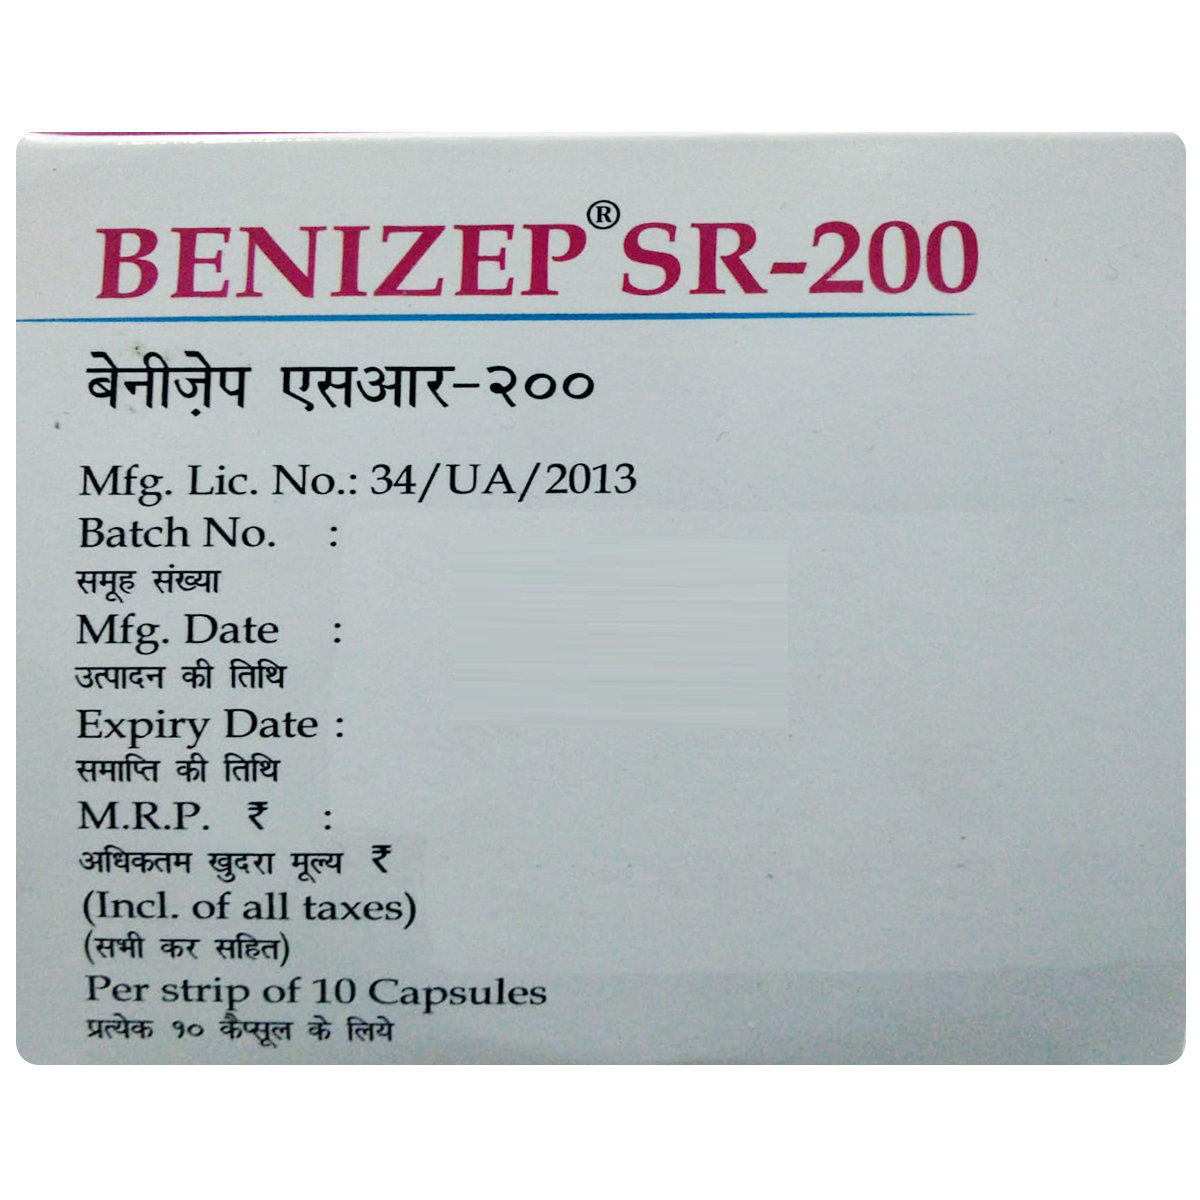 BENIZEP® SR-200
बेनीज़ेप एसआर-२००
Mfg. Lic. No.: 34/UA/2013
Batch No. :
समूह संख्या
Mfg. Date :
उत्पादन की तिथि
Expiry Date :
समाप्ति की तिथि
M.R.P. ₹ :
अधिकतम खुदरा मूल्य ₹
(Incl. of all taxes)
(सभी कर सहित)
Per strip of 10 Capsules
प्रत्येक १० कैप्सूल के लिये